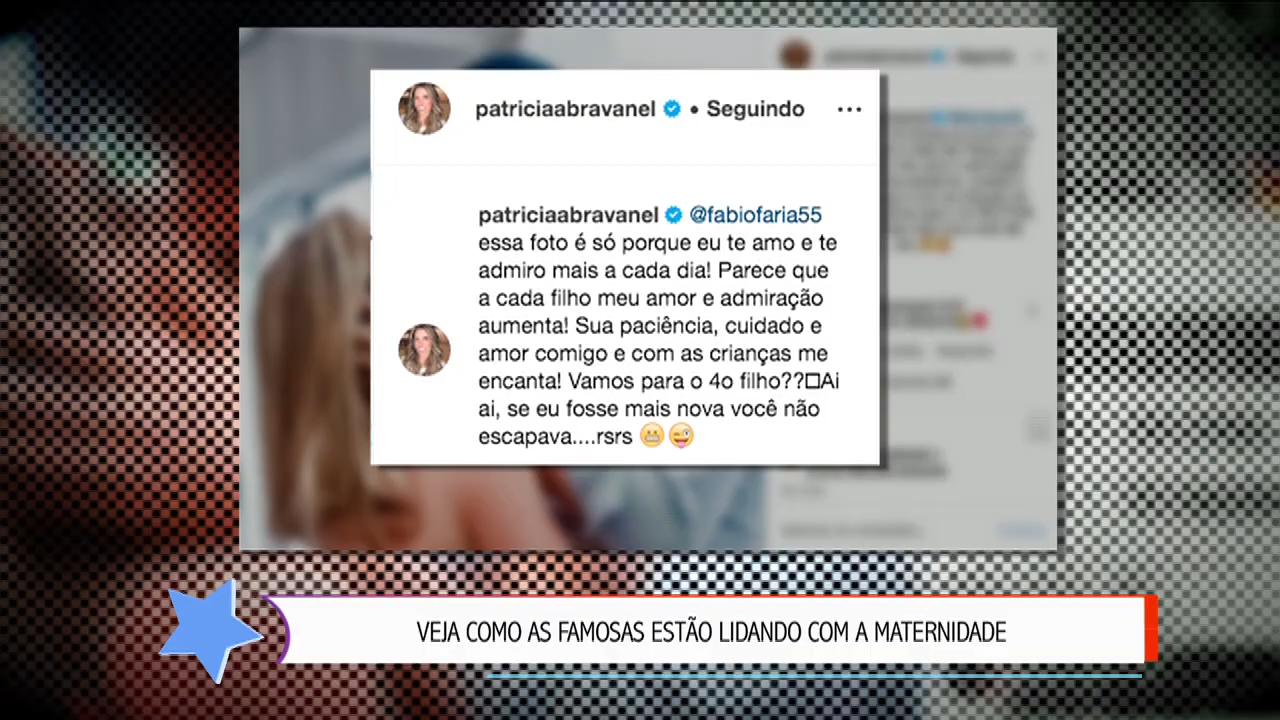 patriciaabravanel • Seguindo ...
patriciaabravanel @fabiofaria55
essa foto é só porque eu te amo e te
admiro mais a cada dia! Parece que
a cada filho meu amor e admiração
aumenta! Sua paciência, cuidado e
amor comigo e com as crianças me
encanta! Vamos para o 4o filho??□Ai
ai, se eu fosse mais nova você não
escapava....rsrs 😬😜
VEJA COMO AS FAMOSAS ESTÃO LIDANDO COM A MATERNIDADE